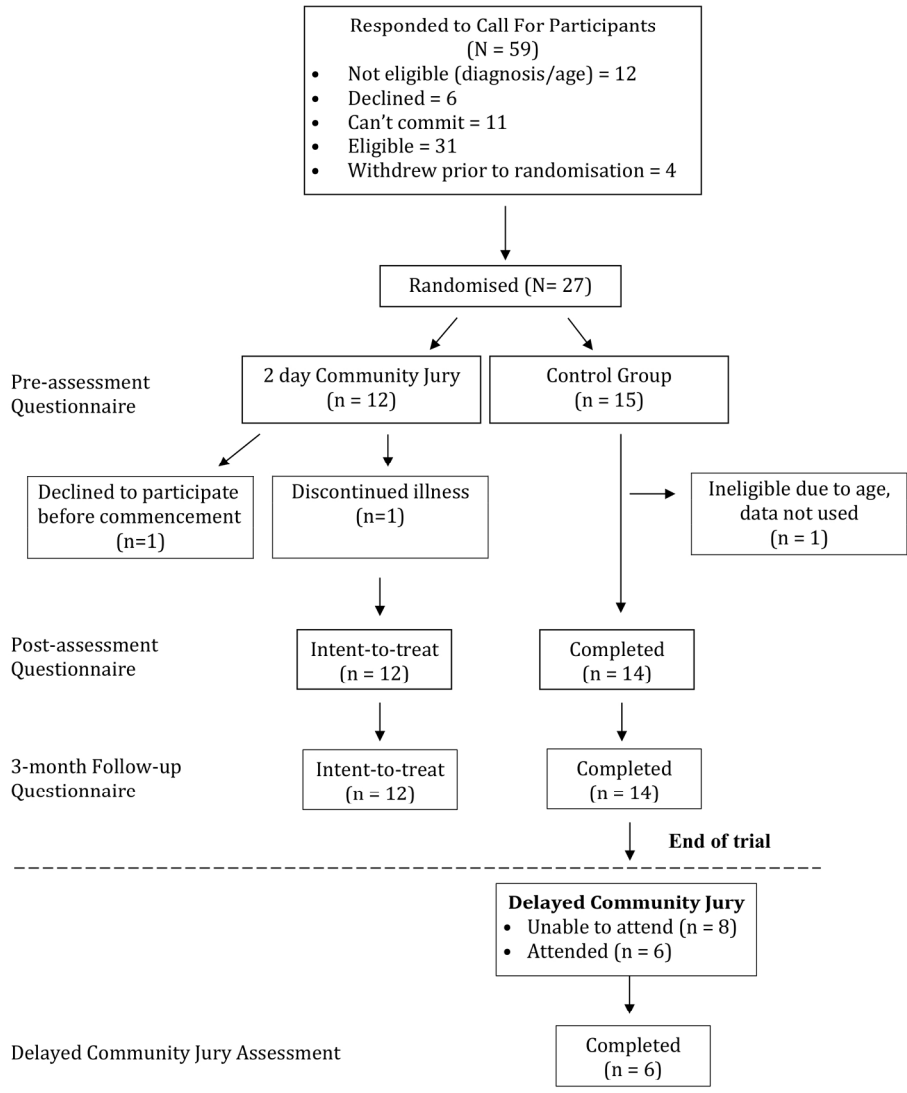 Responded to Call For Participants
(N = 59)
• Not eligible (diagnosis/age) = 12
• Declined = 6
• Can't commit = 11
• Eligible = 31
• Withdrew prior to randomisation = 4
Randomised (N= 27)
Pre-assessment
Questionnaire
2 day Community Jury
(n = 12)
Control Group
(n = 15)
Declined to participate
before commencement
(n=1)
Discontinued illness
(n=1)
Ineligible due to age,
data not used
(n = 1)
Post-assessment
Questionnaire
Intent-to-treat
(n = 12)
Completed
(n = 14)
3-month Follow-up
Questionnaire
Intent-to-treat
(n = 12)
Completed
(n = 14)
End of trial
Delayed Community Jury
• Unable to attend (n = 8)
• Attended (n = 6)
Delayed Community Jury Assessment
Completed
(n = 6)